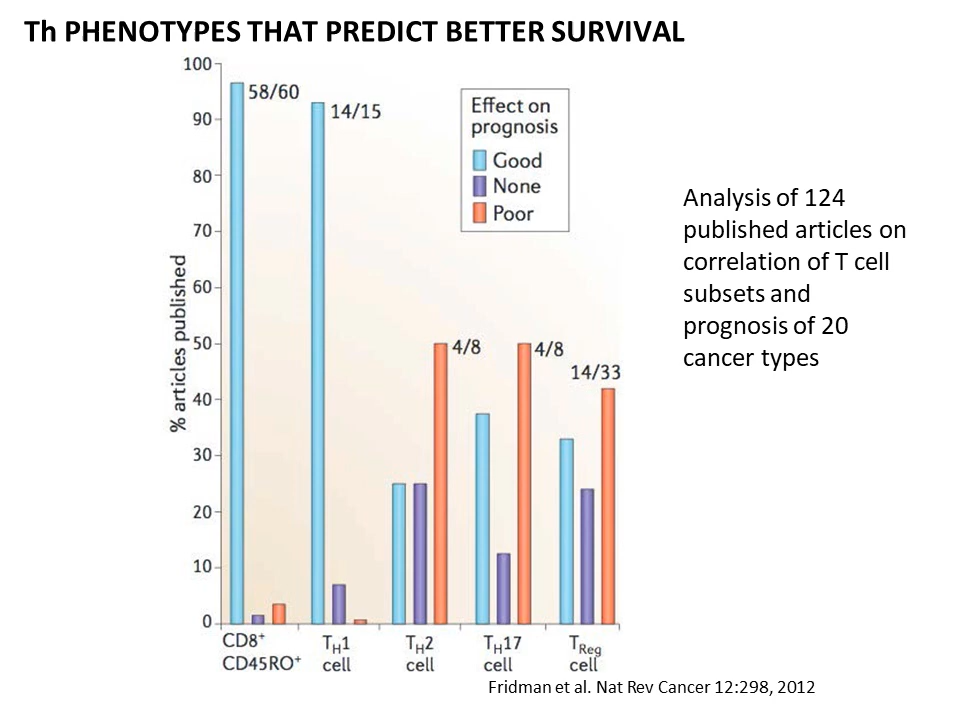 Th PHENOTYPES THAT PREDICT BETTER SURVIVAL
100
90
80
70
60
50
40
30
20
10
0
% articles published
58/60
14/15
4/8
4/8
14/33
Effect on
prognosis
Good
None
Poor
CD8⁺
CD45RO⁺
TH1
cell
TH2
cell
TH17
cell
TReg
cell
Analysis of 124
published articles on
correlation of T cell
subsets and
prognosis of 20
cancer types
Fridman et al. Nat Rev Cancer 12:298, 2012